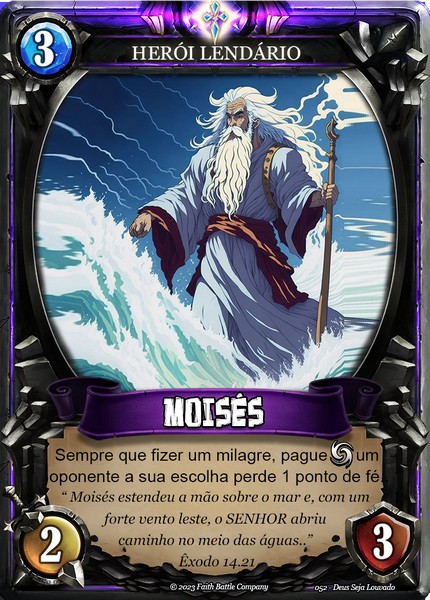 3
HERÓI LENDÁRIO
MOISÉS
Sempre que fizer um milagre, pague um
oponente a sua escolha perde 1 ponto de fé.
“ Moisés estendeu a mão sobre o mar e, com um
forte vento leste, o SENHOR abriu
caminho no meio das águas..”
Êxodo 14.21
2
3
© 2023 Faith Battle Company
052 - Deus Seja Louvado